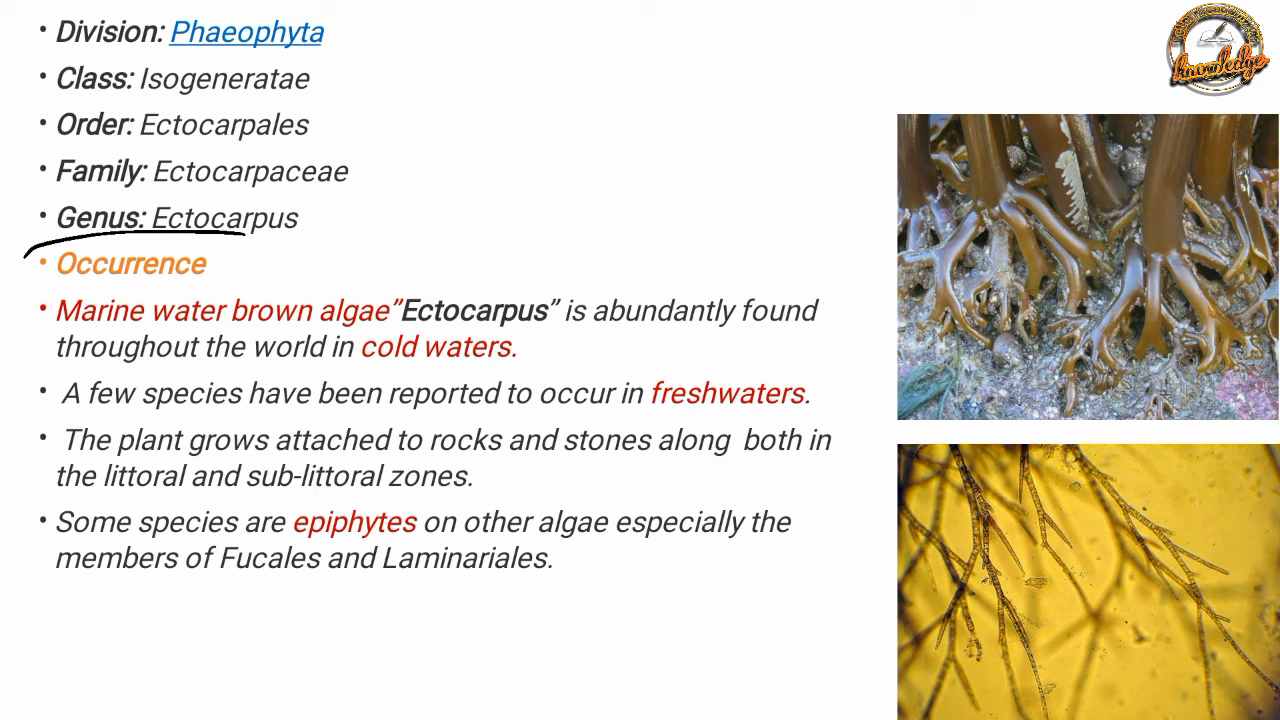 • Division: Phaeophyta
• Class: Isogeneratae
• Order: Ectocarpales
• Family: Ectocarpaceae
• Genus: Ectocarpus
• Occurrence
• Marine water brown algae”Ectocarpus” is abundantly found
throughout the world in cold waters.
• A few species have been reported to occur in freshwaters.
• The plant grows attached to rocks and stones along both in
the littoral and sub-littoral zones.
• Some species are epiphytes on other algae especially the
members of Fucales and Laminariales.
knowledge